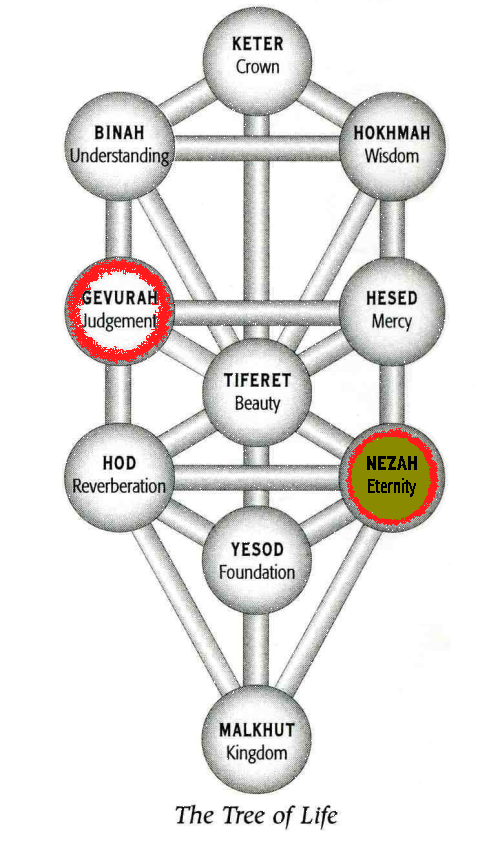 KETER
Crown
BINAH
Understanding
HOKHMAH
Wisdom
GEVURAH
Judgement
HESED
Mercy
TIFERET
Beauty
HOD
Reverberation
NEZAH
Eternity
YESOD
Foundation
MALKHUT
Kingdom
The Tree of Life